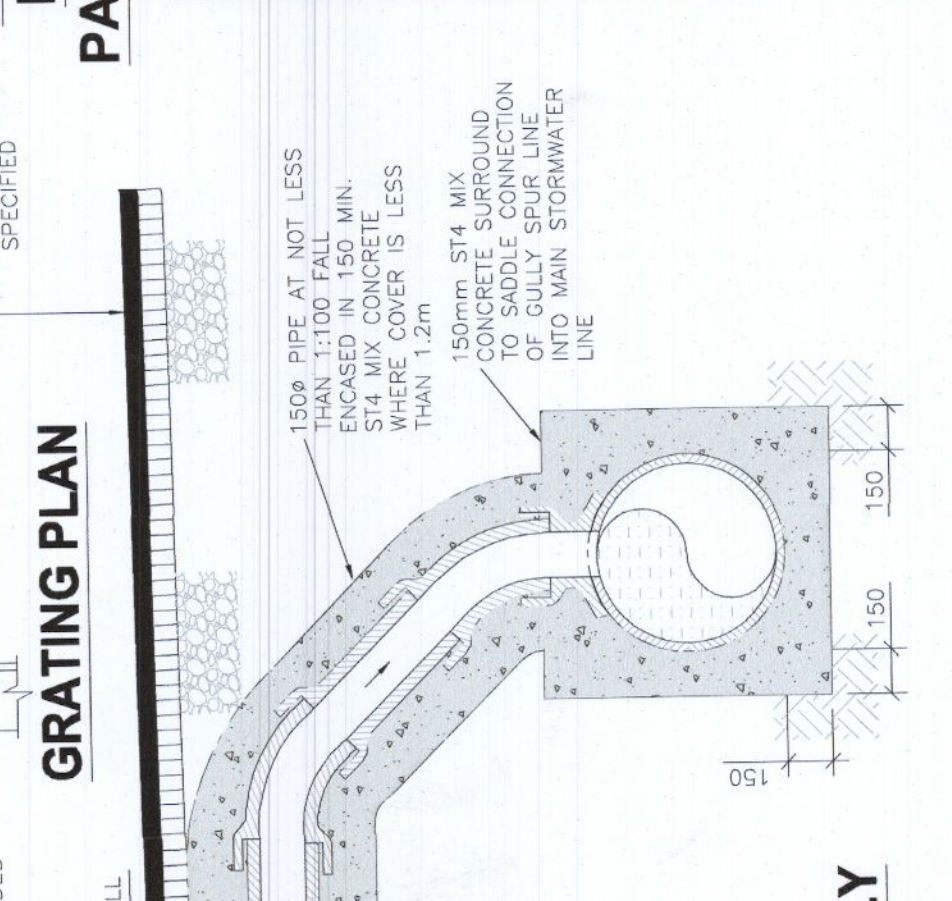 PA
SPECIFIED
GRATING PLAN
150ø PIPE AT NOT LESS
THAN 1:100 FALL
ENCASED IN 150 MIN.
ST4 MIX CONCRETE
WHERE COVER IS LESS
THAN 1.2m
150mm ST4 MIX
CONCRETE SURROUND
TO SADDLE CONNECTION
OF GULLY SPUR LINE
INTO MAIN STORMWATER
LINE
150
150
150
LL
LY